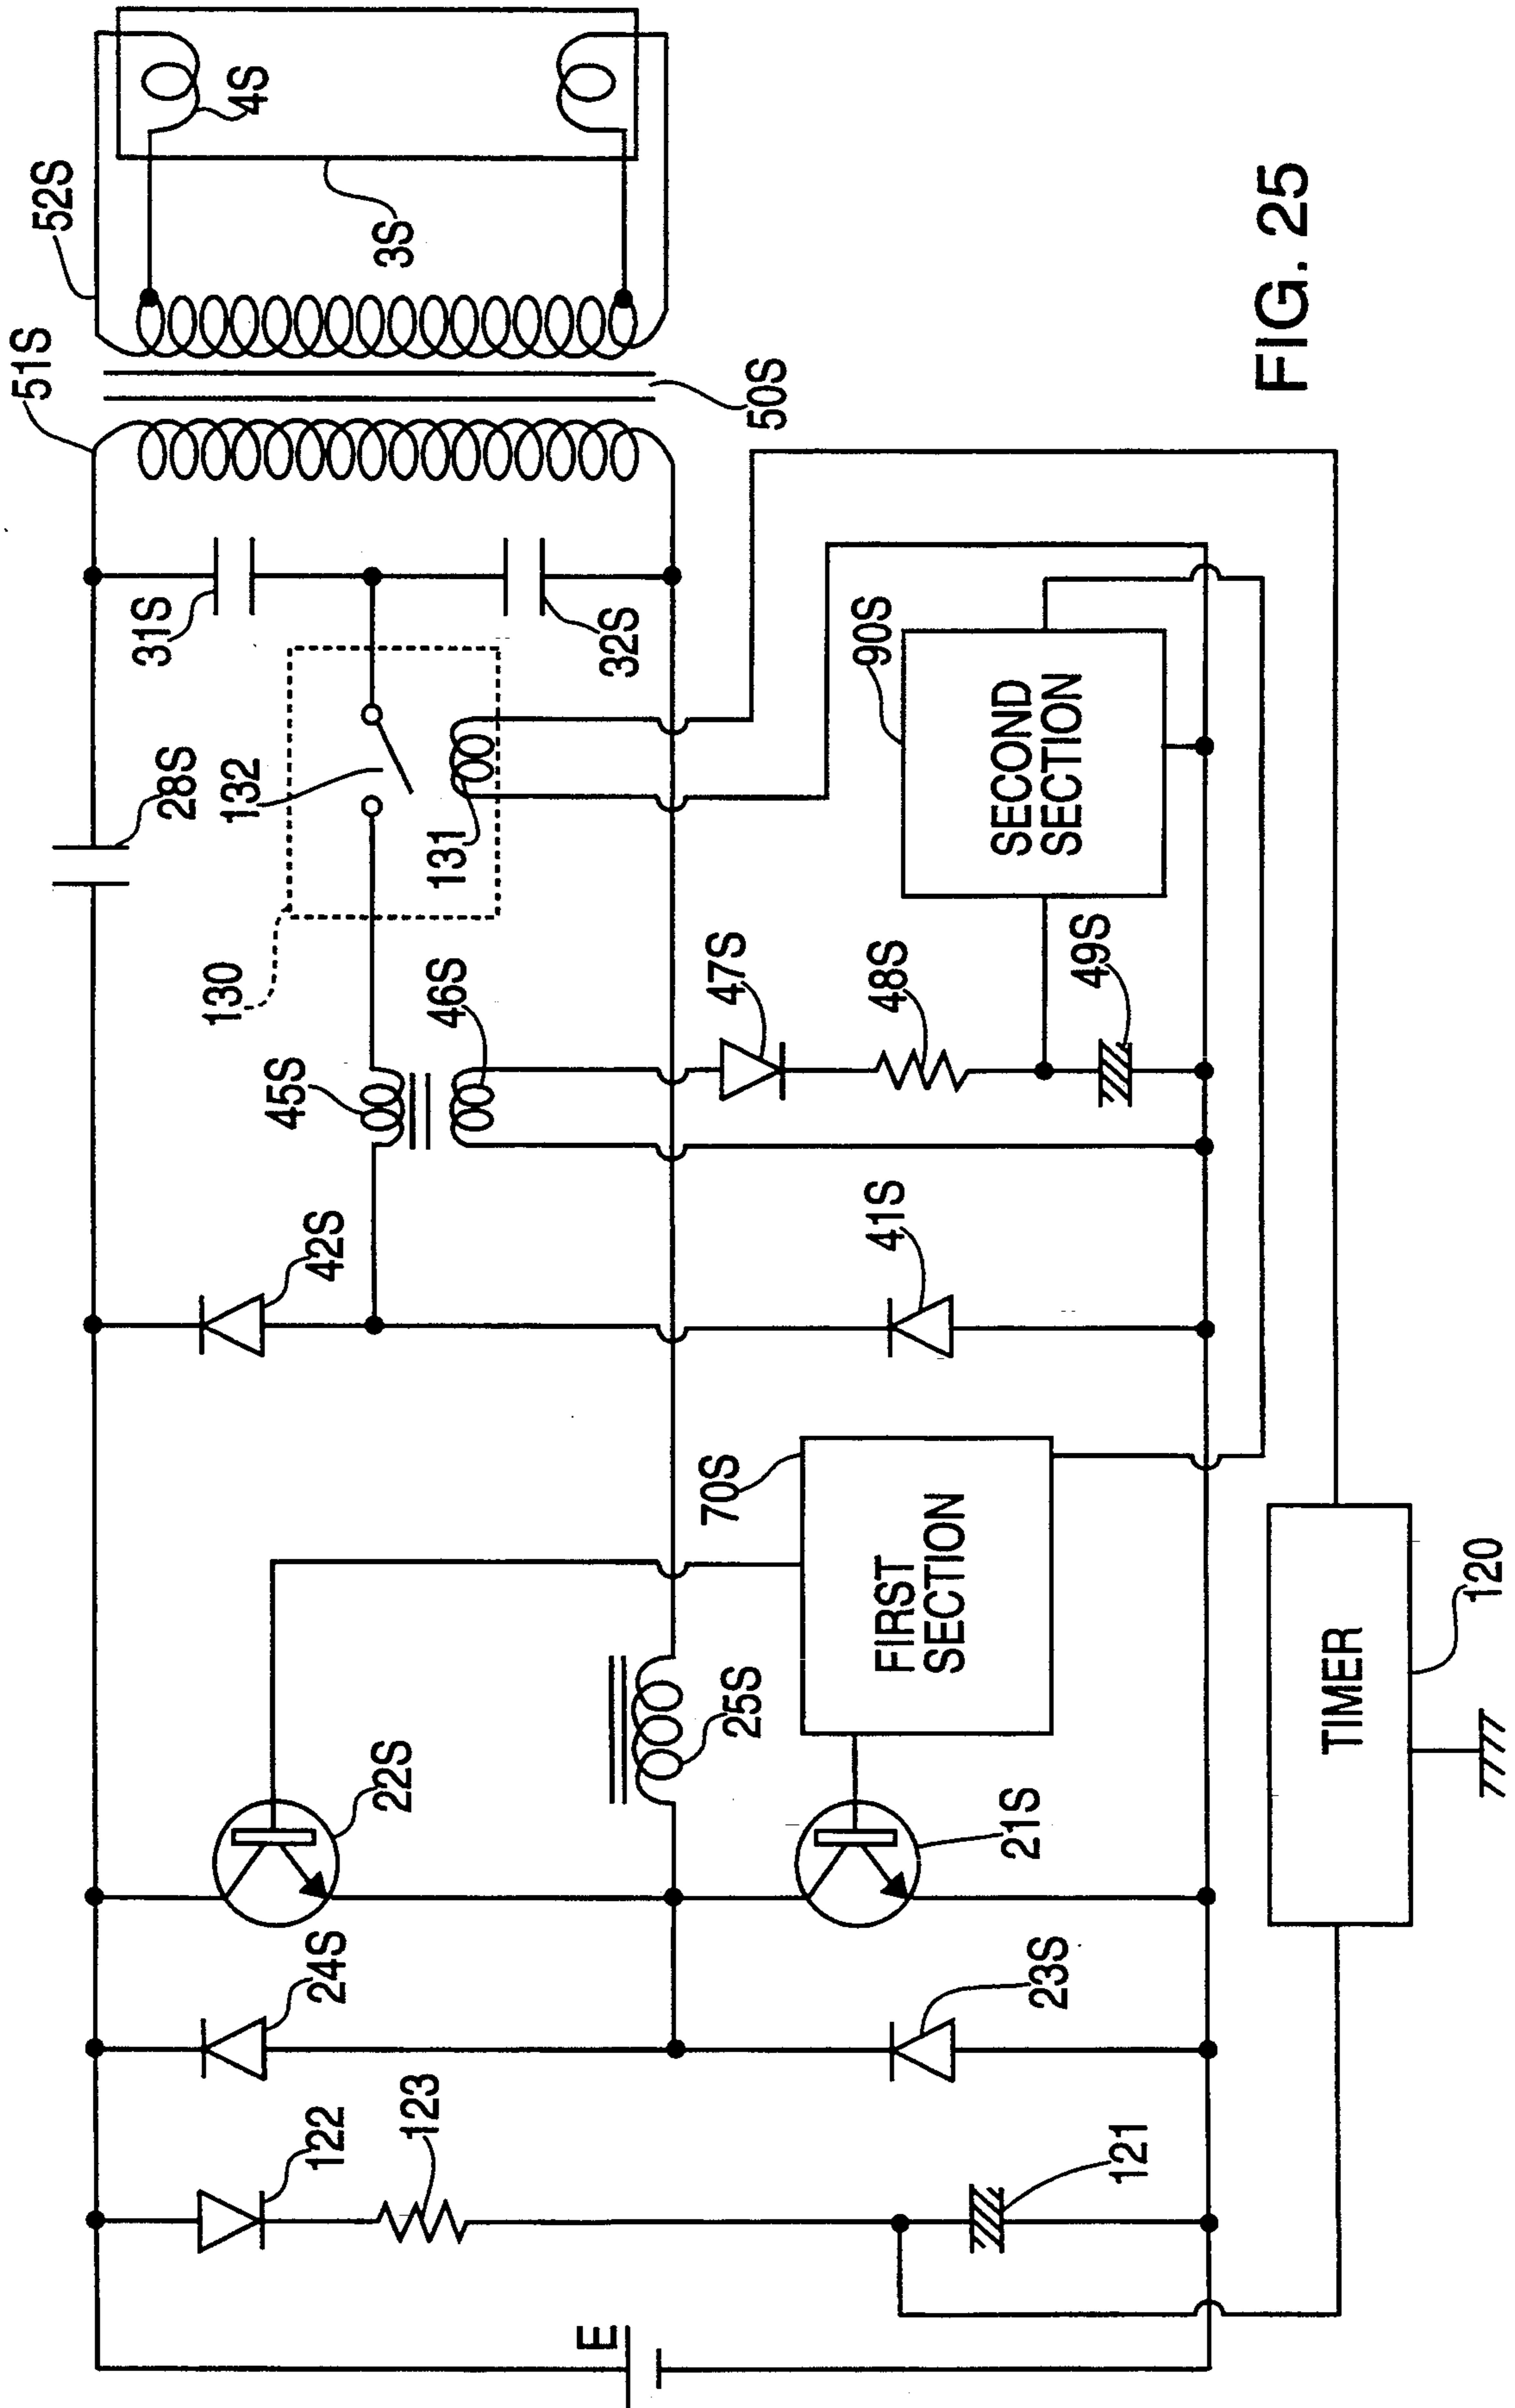 51S
52S
4S
3S
50S
31S
32S
28S
132
131
130
45S
46S
47S
48S
49S
90S
SECOND
SECTION
42S
41S
70S
FIRST
SECTION
25S
22S
21S
24S
23S
122
123
121
E
TIMER
120
FIG. 25